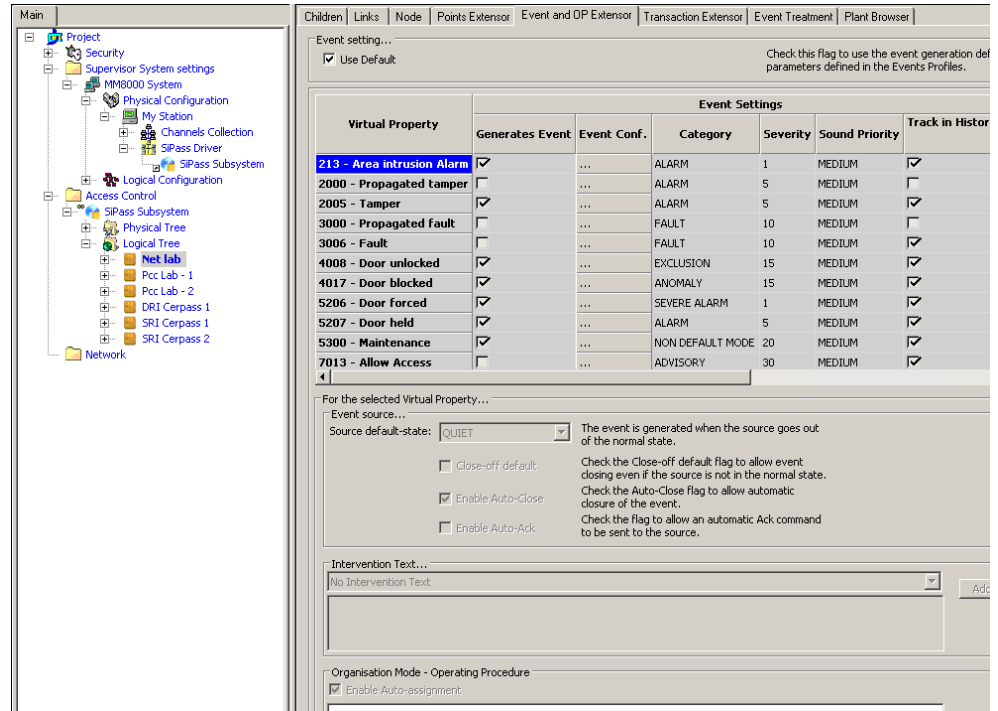 Main
Project
Security
Supervisor System settings
MM8000 System
Physical Configuration
My Station
Channels Collection
SiPass Driver
SiPass Subsystem
Logical Configuration
Access Control
SiPass Subsystem
Physical Tree
Logical Tree
Net lab
Pcc Lab - 1
Pcc Lab - 2
DRI Cerpass 1
SRI Cerpass 1
SRI Cerpass 2
Network
Children Links Node Points Extensor Event and OP Extensor Transaction Extensor Event Treatment Plant Browser
Event setting...
Use Default
Check this flag to use the event generation def
parameters defined in the Events Profiles.
Event Settings
Virtual Property Generates Event Event Conf. Category Severity Sound Priority Track in Histor
213 - Area intrusion Alarm ... ALARM 1 MEDIUM
2000 - Propagated tamper ... ALARM 5 MEDIUM
2005 - Tamper ... ALARM 5 MEDIUM
3000 - Propagated fault ... FAULT 10 MEDIUM
3006 - Fault ... FAULT 10 MEDIUM
4008 - Door unlocked ... EXCLUSION 15 MEDIUM
4017 - Door blocked ... ANOMALY 15 MEDIUM
5206 - Door forced ... SEVERE ALARM 1 MEDIUM
5207 - Door held ... ALARM 5 MEDIUM
5300 - Maintenance ... NON DEFAULT MODE 20 MEDIUM
7013 - Allow Access ... ADVISORY 30 MEDIUM
For the selected Virtual Property...
Event source...
Source default-state: QUIET
The event is generated when the source goes out
of the normal state.
Close-off default
Check the Close-off default flag to allow event
closing even if the source is not in the normal state.
Enable Auto-Close
Check the Auto-Close flag to allow automatic
closure of the event.
Enable Auto-Ack
Check the flag to allow an automatic Ack command
to be sent to the source.
Intervention Text...
No Intervention Text
Add
Organisation Mode - Operating Procedure
Enable Auto-assignment